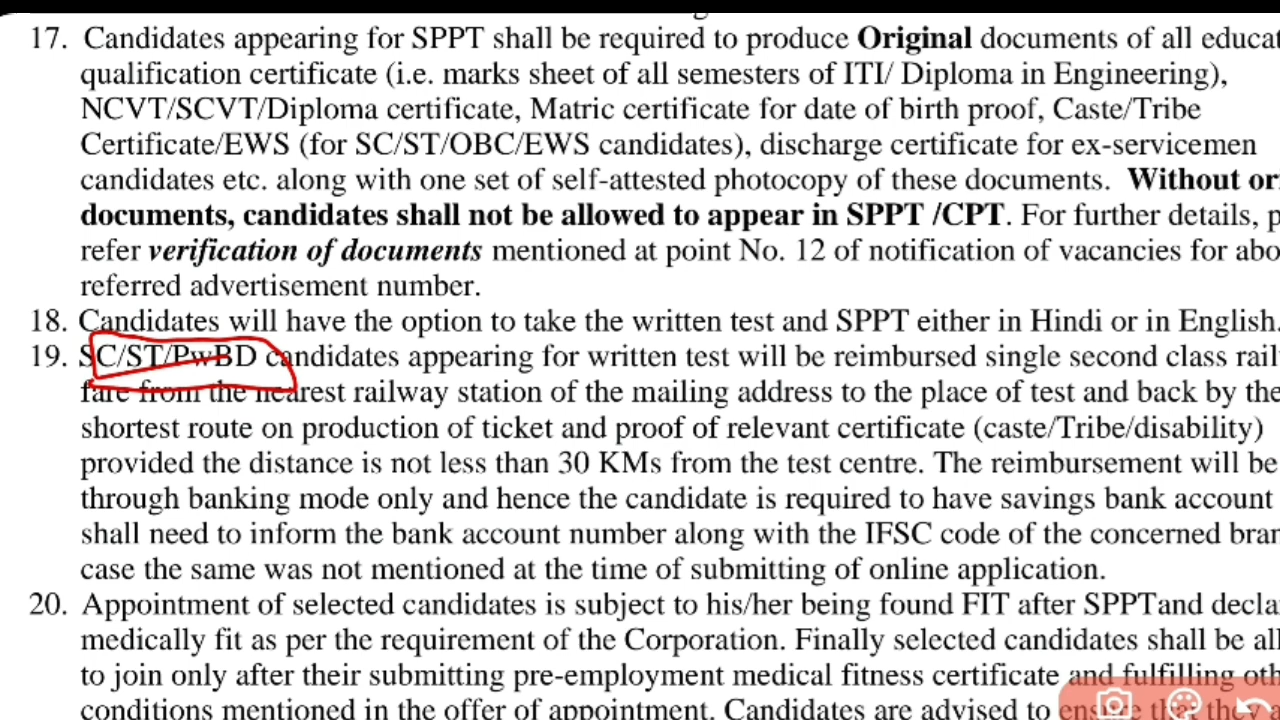 17. Candidates appearing for SPPT shall be required to produce Original documents of all
qualification certificate (i.e. marks sheet of all semesters of ITI/ Diploma in Engineering),
NCVT/SCVT/Diploma certificate, Matric certificate for date of birth proof, Caste/Tribe
Certificate/EWS (for SC/ST/OBC/EWS candidates), discharge certificate for ex-servicemen
candidates etc. along with one set of self-attested photocopy of these documents. Without
documents, candidates shall not be allowed to appear in SPPT /CPT. For further details,
refer verification of documents mentioned at point No. 12 of notification of vacancies for
referred advertisement number.
18. Candidates will have the option to take the written test and SPPT either in Hindi or in English.
19. SC/ST/PwBD candidates appearing for written test will be reimbursed single second class
fare from the nearest railway station of the mailing address to the place of test and back by the
shortest route on production of ticket and proof of relevant certificate (caste/Tribe/disability)
provided the distance is not less than 30 KMs from the test centre. The reimbursement will be
through banking mode only and hence the candidate is required to have savings bank account
shall need to inform the bank account number along with the IFSC code of the concerned
case the same was not mentioned at the time of submitting of online application.
20. Appointment of selected candidates is subject to his/her being found FIT after SPPTand
medically fit as per the requirement of the Corporation. Finally selected candidates shall be
to join only after their submitting pre-employment medical fitness certificate and fulfilling
conditions mentioned in the offer of appointment. Candidates are advised to ensure that they